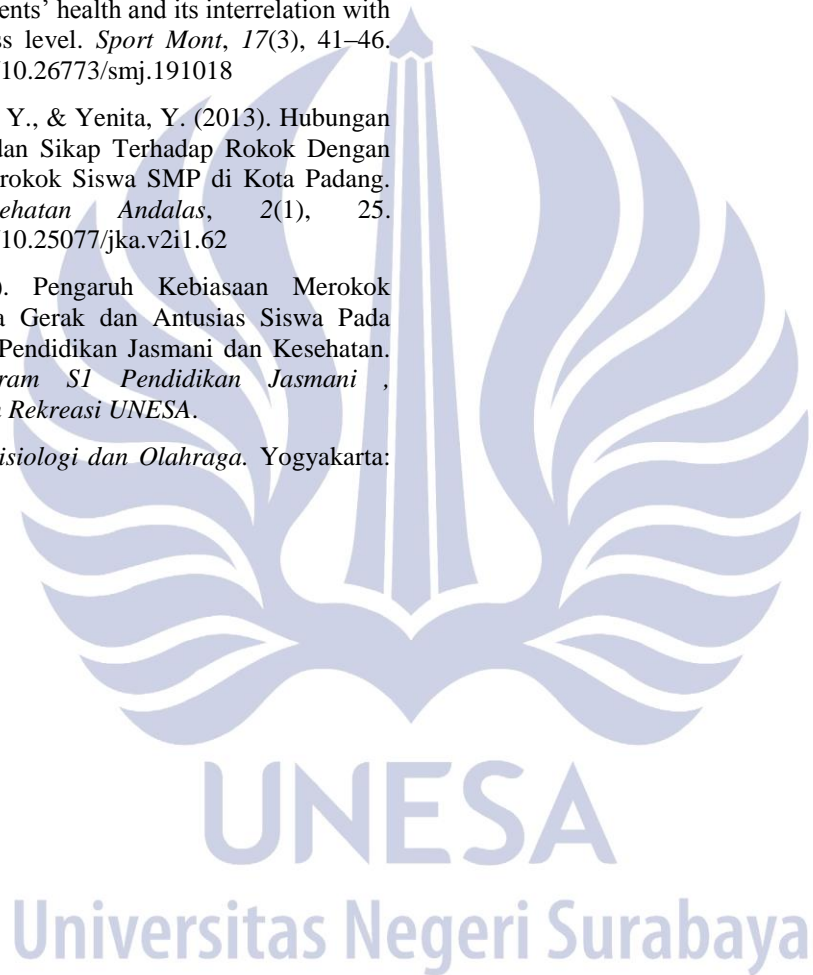 ents’ health and its interrelation with
ss level. Sport Mont, 17(3), 41–46.
/10.26773/smj.191018
Y., & Yenita, Y. (2013). Hubungan
dan Sikap Terhadap Rokok Dengan
erokok Siswa SMP di Kota Padang.
sehatan Andalas, 2(1), 25.
/10.25077/jka.v2i1.62
). Pengaruh Kebiasaan Merokok
a Gerak dan Antusias Siswa Pada
Pendidikan Jasmani dan Kesehatan.
ram S1 Pendidikan Jasmani ,
n Rekreasi UNESA.
isiologi dan Olahraga. Yogyakarta:
UNESA
Universitas Negeri Surabaya